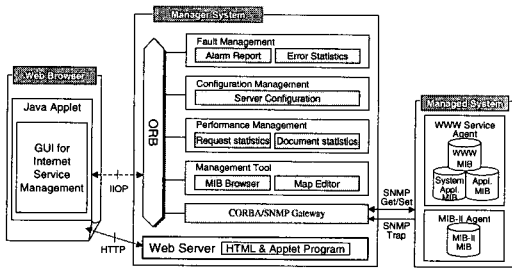 Manager System
Fault Management
Alarm Report
Error Statistics
Web Browser
Java Applet
GUI for
Internet
Service
Management
IIOP
HTTP
ORB
Configuration Management
Server Configuration
Performance Management
Request statistics
Document statistics
Management Tool
MIB Browser
Map Editor
CORBA/SNMP Gateway
Web Server
HTML & Applet Program
SNMP
Get/Set
SNMP
Trap
Managed System
WWW Service
Agent
WWW
MIB
System
Appl.
MIB
Appl.
MIB
MIB-II Agent
MIB-II
MIB